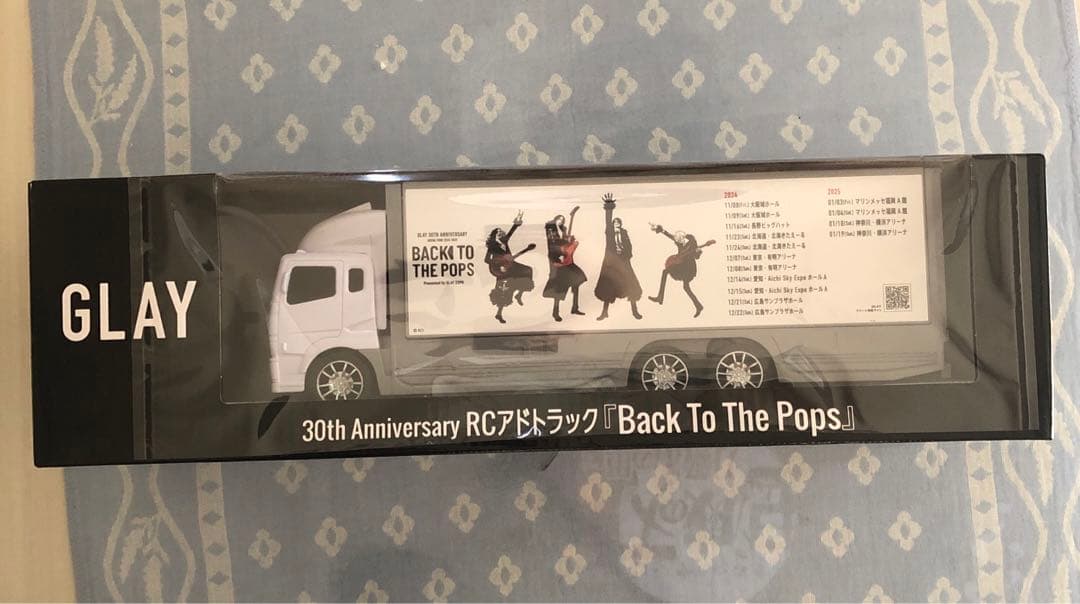 GLAY
GLAY 30TH ANNIVERSARY
BACK TO
THE POPS
Presented by GLAY EXPO
2024
11/08(Fri.) 大阪城ホール
11/09(Sat.) 大阪城ホール
11/16(Sat.) 長野ビッグハット
11/23(Sat.) 北海道・北海きたえーる
11/24(Sun.) 北海道・北海きたえーる
12/07(Sat.) 東京・有明アリーナ
12/08(Sun.) 東京・有明アリーナ
12/14(Sat.) 愛知・Aichi Sky Expo ホールA
12/15(Sun.) 愛知・Aichi Sky Expo ホールA
12/21(Sat.) 広島サンプラザホール
12/22(Sun.) 広島サンプラザホール
2025
01/03(Fri.) マリンメッセ福岡 A 館
01/04(Sat.) マリンメッセ福岡 A 館
01/18(Sat.) 神奈川・横浜アリーナ
01/19(Sun.) 神奈川・横浜アリーナ
30th Anniversary RCアドトラック『Back To The Pops』